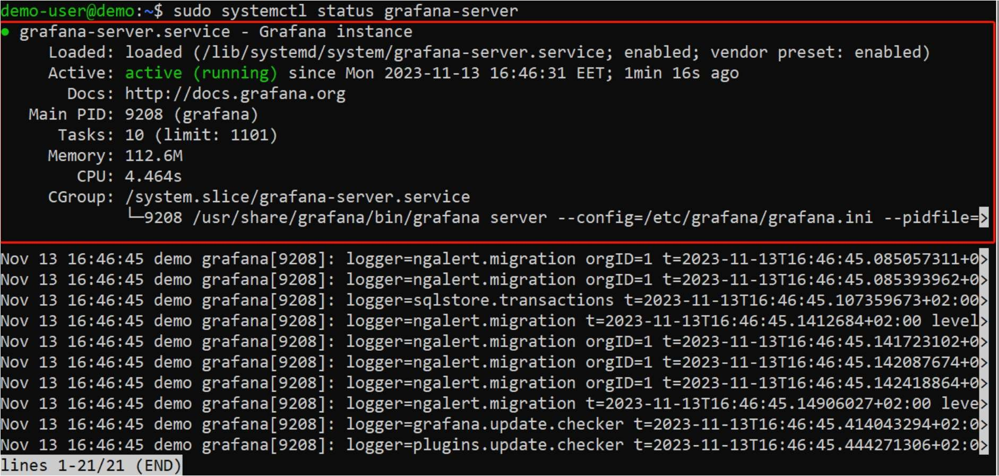 demo-user@demo:~$ sudo systemctl status grafana-server
● grafana-server.service - Grafana instance
     Loaded: loaded (/lib/systemd/system/grafana-server.service; enabled; vendor preset: enabled)
     Active: active (running) since Mon 2023-11-13 16:46:31 EET; 1min 16s ago
       Docs: http://docs.grafana.org
   Main PID: 9208 (grafana)
      Tasks: 10 (limit: 1101)
     Memory: 112.6M
        CPU: 4.464s
     CGroup: /system.slice/grafana-server.service
             └─9208 /usr/share/grafana/bin/grafana server --config=/etc/grafana/grafana.ini --pidfile=>
Nov 13 16:46:45 demo grafana[9208]: logger=ngalert.migration orgID=1 t=2023-11-13T16:46:45.085057311+0>
Nov 13 16:46:45 demo grafana[9208]: logger=ngalert.migration orgID=1 t=2023-11-13T16:46:45.085393962+0>
Nov 13 16:46:45 demo grafana[9208]: logger=sqlstore.transactions t=2023-11-13T16:46:45.107359673+02:00>
Nov 13 16:46:45 demo grafana[9208]: logger=ngalert.migration t=2023-11-13T16:46:45.1412684+02:00 level>
Nov 13 16:46:45 demo grafana[9208]: logger=ngalert.migration orgID=1 t=2023-11-13T16:46:45.141723102+0>
Nov 13 16:46:45 demo grafana[9208]: logger=ngalert.migration orgID=1 t=2023-11-13T16:46:45.142087674+0>
Nov 13 16:46:45 demo grafana[9208]: logger=ngalert.migration orgID=1 t=2023-11-13T16:46:45.142418864+0>
Nov 13 16:46:45 demo grafana[9208]: logger=ngalert.migration t=2023-11-13T16:46:45.14906027+02:00 leve>
Nov 13 16:46:45 demo grafana[9208]: logger=grafana.update.checker t=2023-11-13T16:46:45.414043294+02:0>
Nov 13 16:46:45 demo grafana[9208]: logger=plugins.update.checker t=2023-11-13T16:46:45.444271306+02:0>
lines 1-21/21 (END)